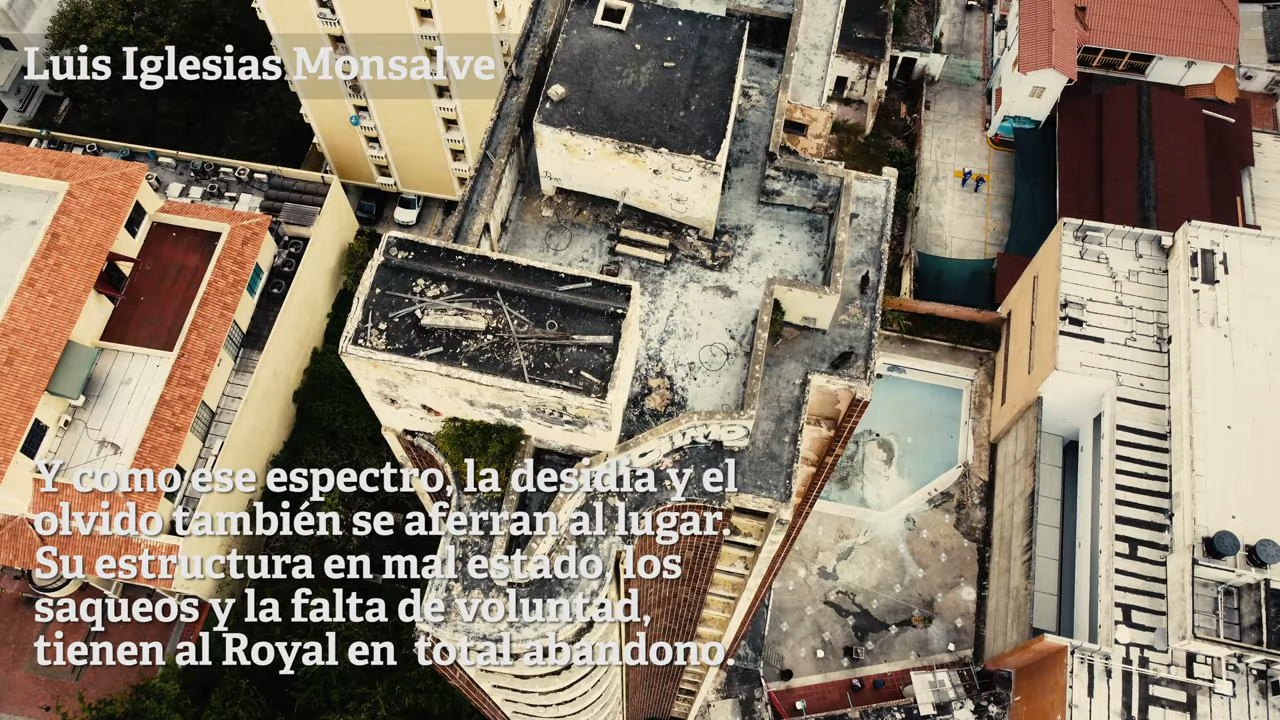 Luis Iglesias Monsalve
Y como ese espectro, la desidia y el
olvido también se aferran al lugar.
Su estructura en mal estado, los
saqueos y la falta de voluntad,
tienen al Royal en total abandono.